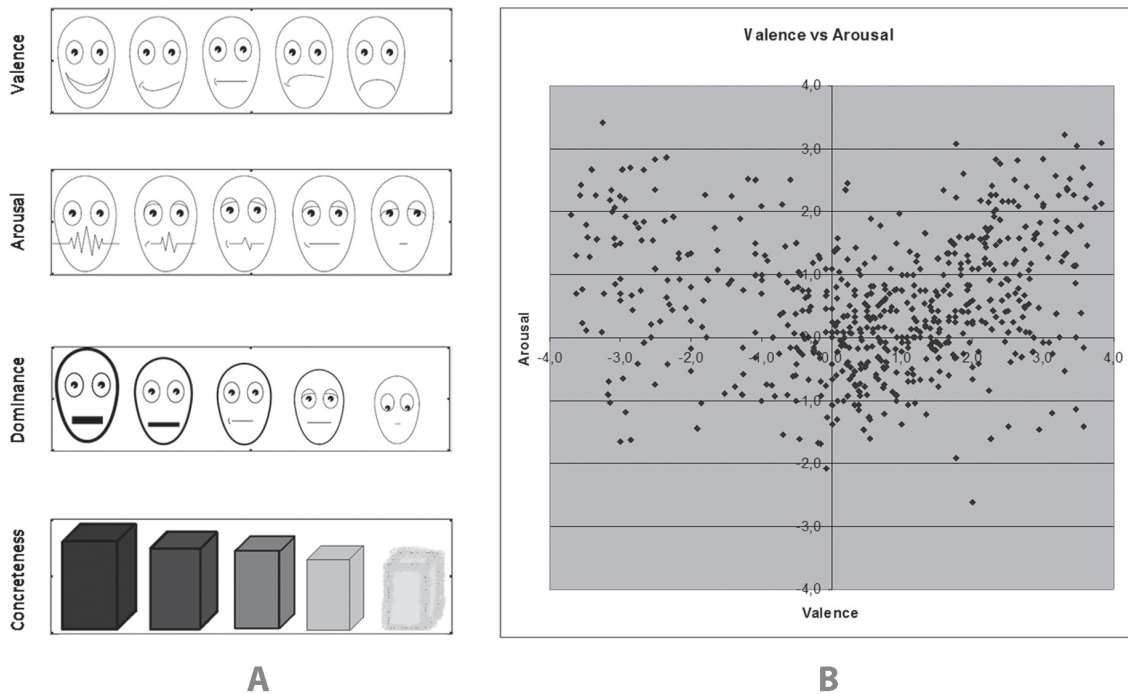 Valence
Arousal
Dominance
Concreteness
A
Valence vs Arousal
4,0
3,0
2,0
1,0
0,0
-4,0 -3,0 -2,0 -1,0 0,0 1,0 2,0 3,0 4,0
-1,0
-2,0
-3,0
-4,0
Arousal
Valence
B